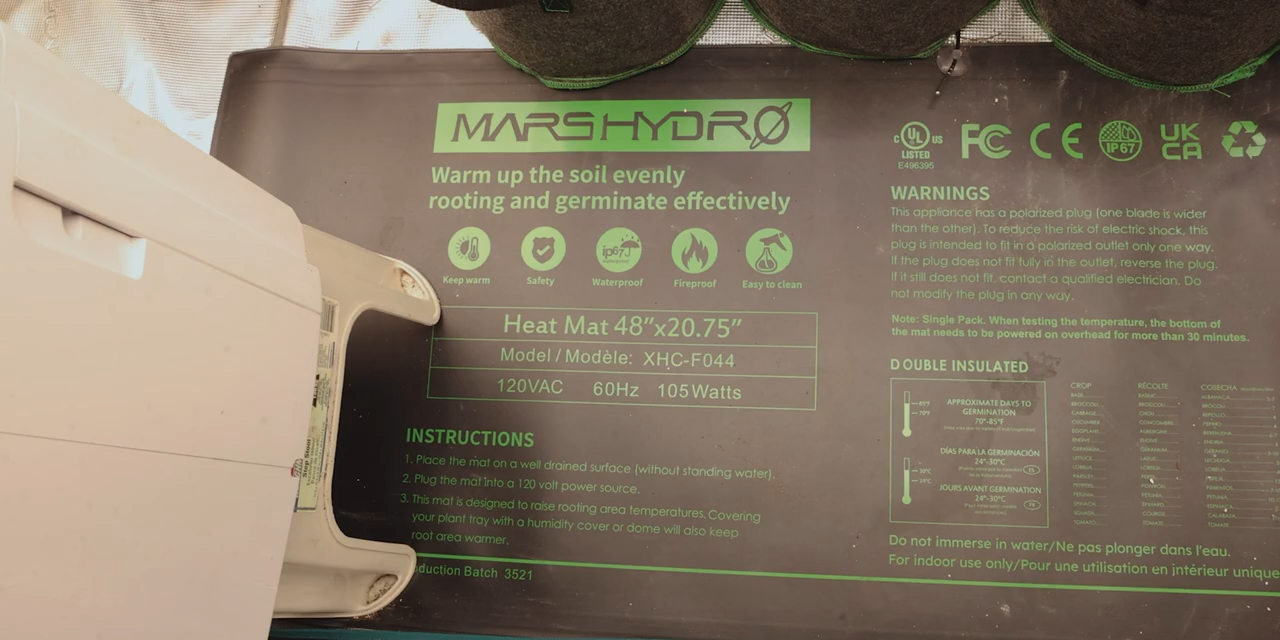 MARSHYDRO
Warm up the soil evenly
rooting and germinate effectively
ip67
Keep warm
Safety
Waterproof
Fireproof
Easy to clean
Heat Mat 48"x20.75"
Model / Modèle: XHC-F044
120VAC 60Hz 105Watts
INSTRUCTIONS
1. Place the mat on a well drained surface (without standing water).
2. Plug the mat into a 120 volt power source.
3. This mat is designed to raise rooting area temperatures. Covering
your plant tray with a humidity cover or dome will also keep
root area warmer.
duction Batch 3521
C UL US
LISTED
E496395
FC
CE
IP67
UK
CA
WARNINGS
This appliance has a polarized plug (one blade is wider
than the other). To reduce the risk of electric shock, this
plug is intended to fit in a polarized outlet only one way.
If the plug does not fit fully in the outlet, reverse the plug.
If it still does not fit, contact a qualified electrician. Do
not modify the plug in any way.
Note: Single Pack. When testing the temperature, the bottom of
the mat needs to be powered on overhead for more than 30 minutes.
DOUBLE INSULATED
APPROXIMATE DAYS TO
GERMINATION
70°-85°F
DÍAS PARA LA GERMINACIÓN
24°-30°C
JOURS AVANT GERMINATION
24°-30°C
CROP
RÉCOLTE
COSECHA
Do not immerse in water/Ne pas plonger dans l'eau.
For indoor use only/Pour une utilisation en intérieur unique